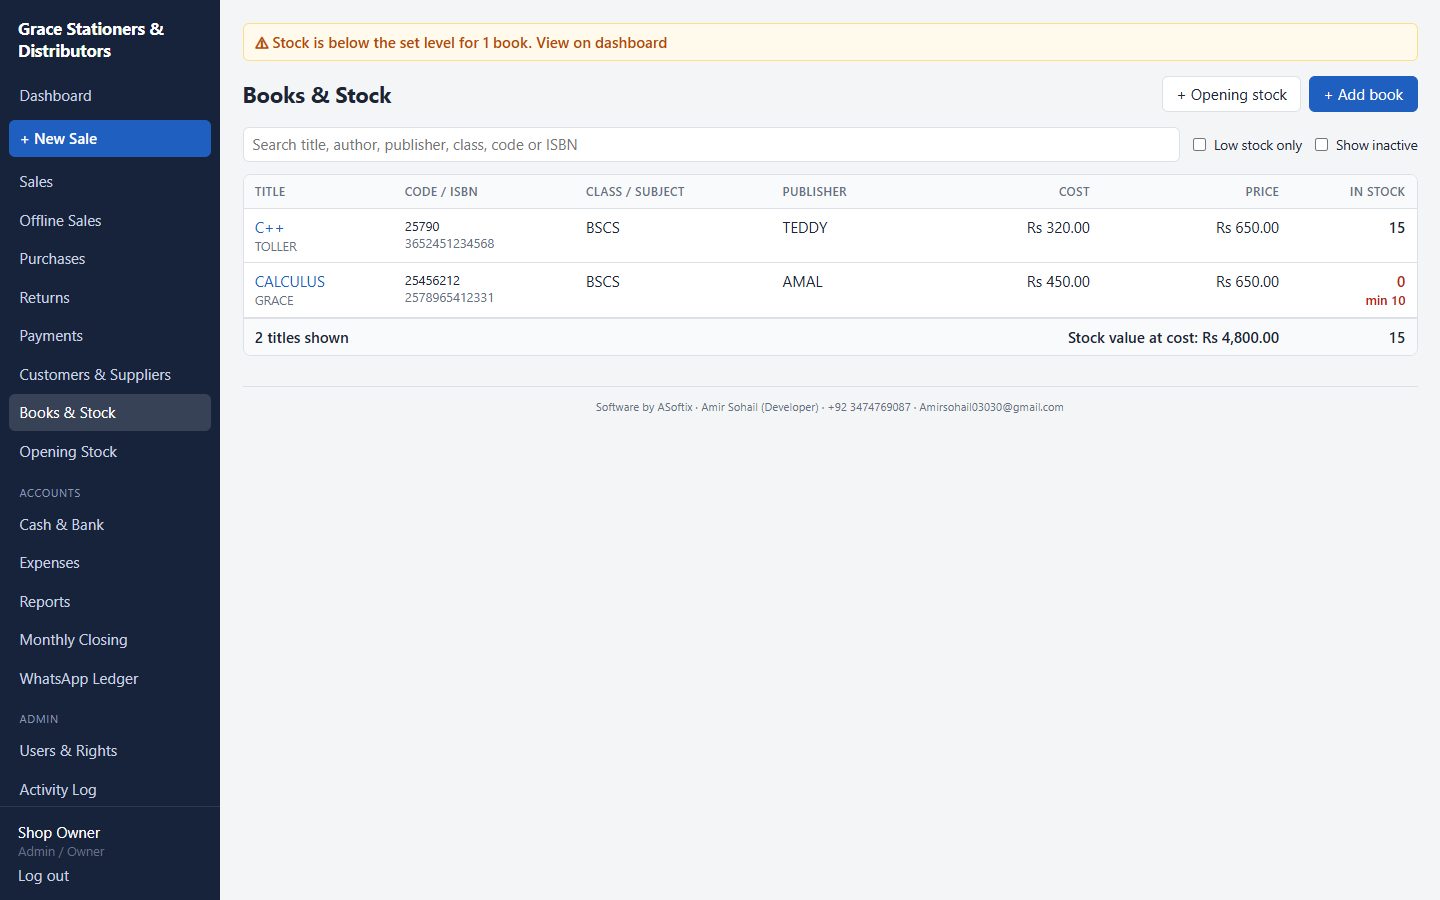 Grace Stationers &
Distributors
Dashboard
+ New Sale
Sales
Offline Sales
Purchases
Returns
Payments
Customers & Suppliers
Books & Stock
Opening Stock
ACCOUNTS
Cash & Bank
Expenses
Reports
Monthly Closing
WhatsApp Ledger
ADMIN
Users & Rights
Activity Log
Shop Owner
Admin / Owner
Log out
⚠ Stock is below the set level for 1 book. View on dashboard
Books & Stock
+ Opening stock
+ Add book
Search title, author, publisher, class, code or ISBN
Low stock only
Show inactive
TITLE CODE / ISBN CLASS / SUBJECT PUBLISHER COST PRICE IN STOCK
C++ 25790 BSCS TEDDY Rs 320.00 Rs 650.00 15
TOLLER 3652451234568
CALCULUS 25456212 BSCS AMAL Rs 450.00 Rs 650.00 0
GRACE 2578965412331 min 10
2 titles shown Stock value at cost: Rs 4,800.00 15
Software by ASoftix · Amir Sohail (Developer) · +92 3474769087 · Amirsohail03030@gmail.com